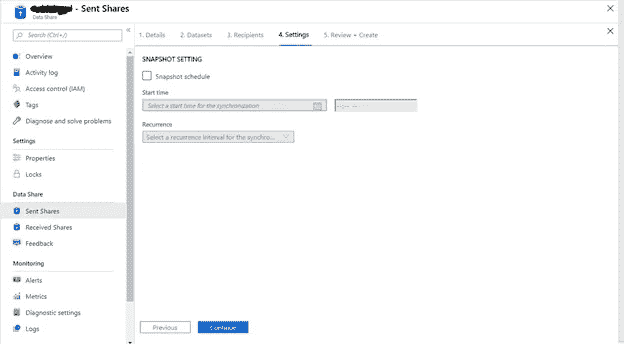 - Sent Shares
Data Share
Search (Ctrl+/)
Overview
Activity log
Access control (IAM)
Tags
Diagnose and solve problems
Settings
Properties
Locks
Data Share
Sent Shares
Received Shares
Feedback
Monitoring
Alerts
Metrics
Diagnostic settings
Logs
1. Details
2. Datasets
3. Recipients
4. Settings
5. Review + Create
SNAPSHOT SETTING
Snapshot schedule
Start time
Select a start time for the synchronization
Recurrence
Select a recurrence interval for the synchro...
Previous
Continue